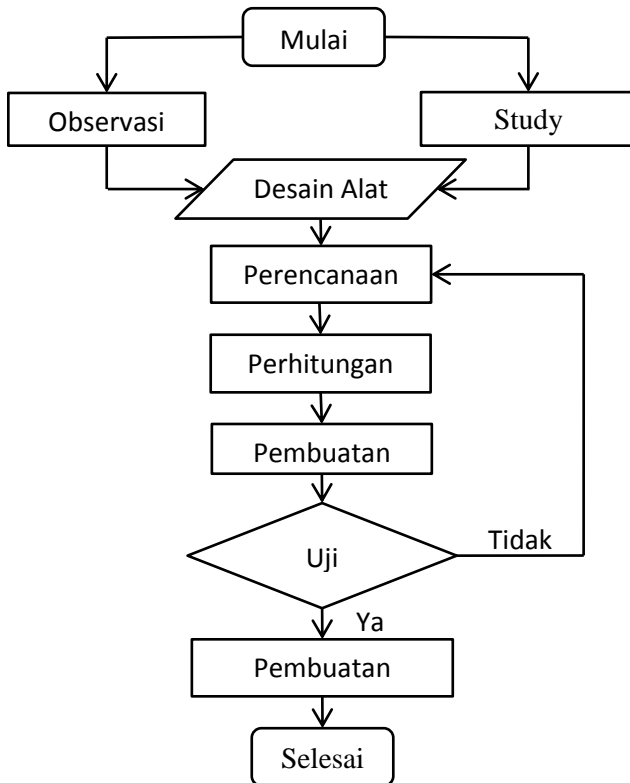 Mulai
Observasi
Study
Desain Alat
Perencanaan
Perhitungan
Pembuatan
Uji
Tidak
Ya
Pembuatan
Selesai